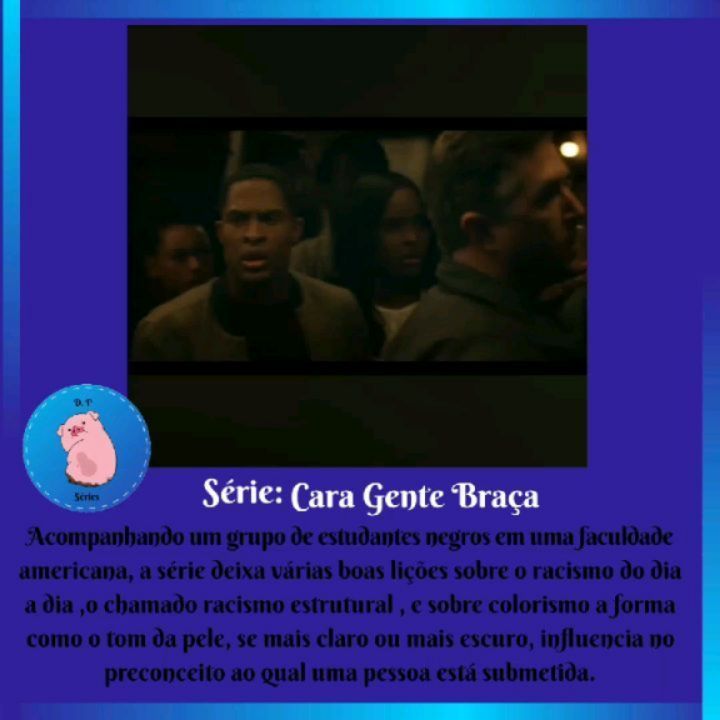 D. P
Séries
Série: Cara Gente Braça
Acompanhando um grupo de estudantes negros em uma faculdade
americana, a série deixa várias boas lições sobre o racismo do dia
a dia ,o chamado racismo estrutural , e sobre colorismo a forma
como o tom da pele, se mais claro ou mais escuro, influencia no
preconceito ao qual uma pessoa está submetida.